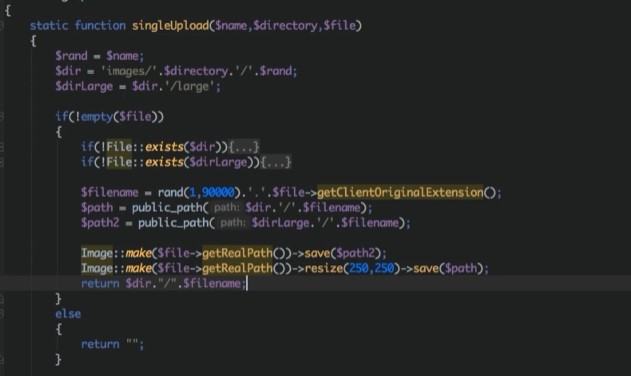 {
static function singleUpload($name,$directory,$file)
{
$rand = $name;
$dir = 'images/'.$directory.'/'.$rand;
$dirLarge = $dir.'/large';
if(!empty($file))
{
if(!File::exists($dir)){...}
if(!File::exists($dirLarge)){...}
$filename = rand(1,90000).'.'.$file->getClientOriginalExtension();
$path = public_path( path: $dir.'/'.$filename);
$path2 = public_path( path: $dirLarge.'/'.$filename);
Image::make($file->getRealPath())->save($path2);
Image::make($file->getRealPath())->resize(250,250)->save($path);
return $dir."/".$filename;
}
else
{
return "";
}